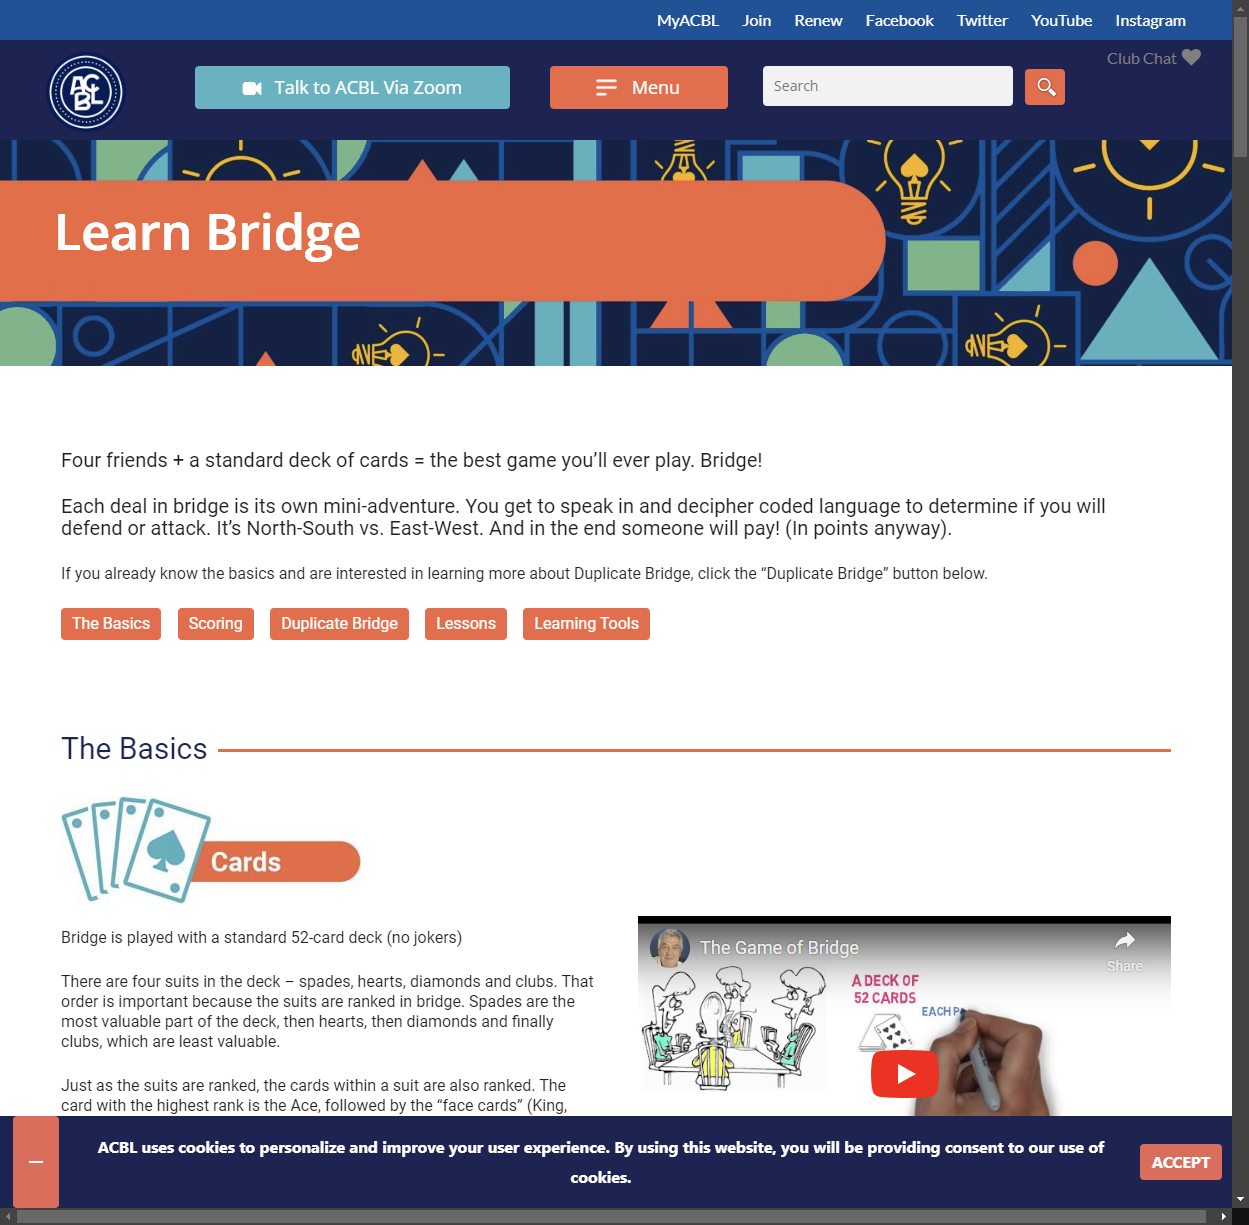 MyACBL Join Renew Facebook Twitter YouTube Instagram
Club Chat
ACBL
Talk to ACBL Via Zoom
Menu
Search
Learn Bridge
Four friends + a standard deck of cards = the best game you’ll ever play. Bridge!
Each deal in bridge is its own mini-adventure. You get to speak in and decipher coded language to determine if you will
defend or attack. It’s North-South vs. East-West. And in the end someone will pay! (In points anyway).
If you already know the basics and are interested in learning more about Duplicate Bridge, click the “Duplicate Bridge” button below.
The Basics Scoring Duplicate Bridge Lessons Learning Tools
The Basics
Cards
Bridge is played with a standard 52-card deck (no jokers)
There are four suits in the deck – spades, hearts, diamonds and clubs. That
order is important because the suits are ranked in bridge. Spades are the
most valuable part of the deck, then hearts, then diamonds and finally
clubs, which are least valuable.
Just as the suits are ranked, the cards within a suit are also ranked. The
card with the highest rank is the Ace, followed by the “face cards” (King,
The Game of Bridge
Share
A DECK OF
52 CARDS
EACH P
ACBL uses cookies to personalize and improve your user experience. By using this website, you will be providing consent to our use of
cookies.
ACCEPT